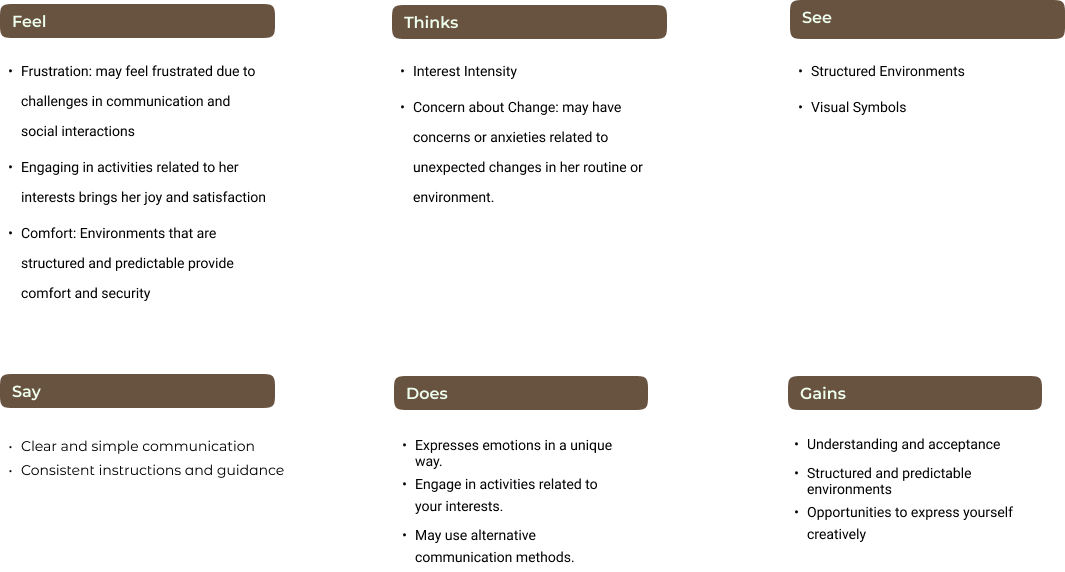 Feel
• Frustration: may feel frustrated due to
challenges in communication and
social interactions
• Engaging in activities related to her
interests brings her joy and satisfaction
• Comfort: Environments that are
structured and predictable provide
comfort and security
Thinks
• Interest Intensity
• Concern about Change: may have
concerns or anxieties related to
unexpected changes in her routine or
environment.
See
• Structured Environments
• Visual Symbols
Say
• Clear and simple communication
• Consistent instructions and guidance
Does
• Expresses emotions in a unique
way.
• Engage in activities related to
your interests.
• May use alternative
communication methods.
Gains
• Understanding and acceptance
• Structured and predictable
environments
• Opportunities to express yourself
creatively